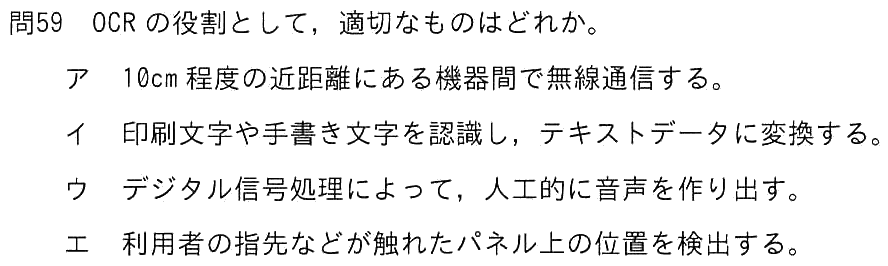 問59　OCR の役割として，適切なものはどれか。
ア　10cm 程度の近距離にある機器間で無線通信する。
イ　印刷文字や手書き文字を認識し，テキストデータに変換する。
ウ　デジタル信号処理によって，人工的に音声を作り出す。
エ　利用者の指先などが触れたパネル上の位置を検出する。